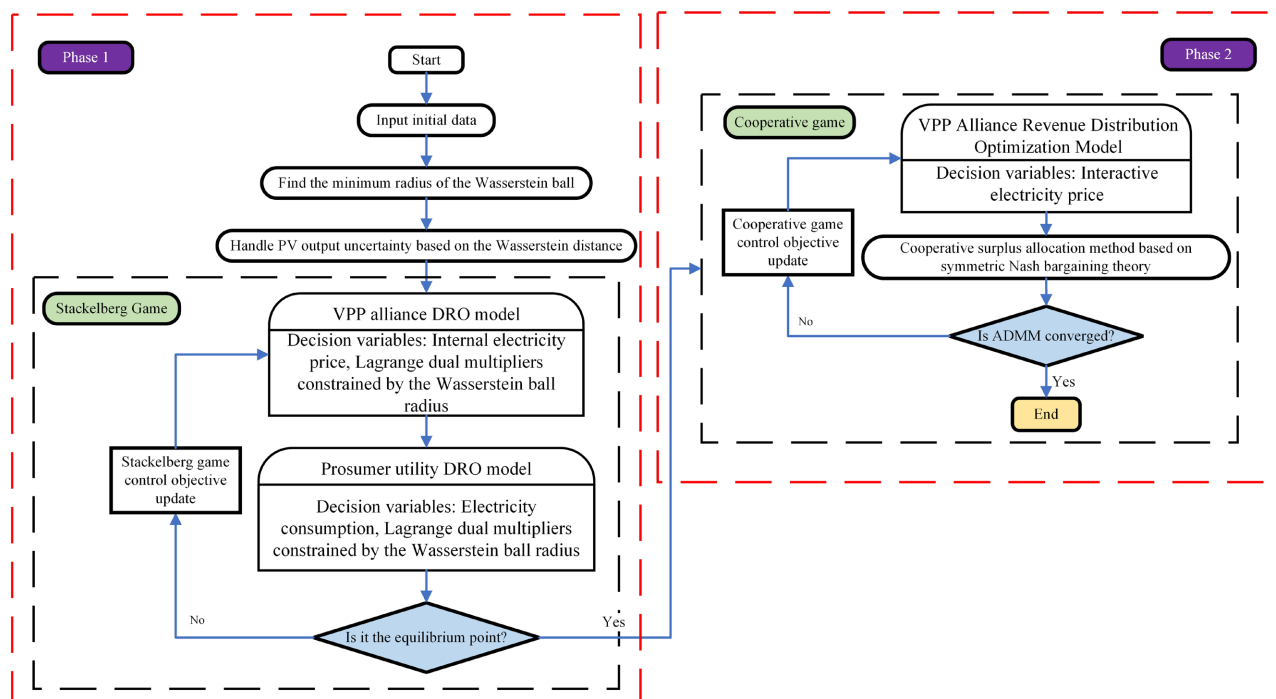 Phase 1
Start
Input initial data
Find the minimum radius of the Wasserstein ball
Handle PV output uncertainty based on the Wasserstein distance
Stackelberg Game
VPP alliance DRO model
Decision variables: Internal electricity
price, Lagrange dual multipliers
constrained by the Wasserstein ball
radius
Stackelberg game
control objective
update
Prosumer utility DRO model
Decision variables: Electricity
consumption, Lagrange dual multipliers
constrained by the Wasserstein ball radius
No
Is it the equilibrium point?
Yes
Phase 2
Cooperative game
VPP Alliance Revenue Distribution
Optimization Model
Decision variables: Interactive
electricity price
Cooperative game
control objective
update
Cooperative surplus allocation method based on
symmetric Nash bargaining theory
No
Is ADMM converged?
Yes
End